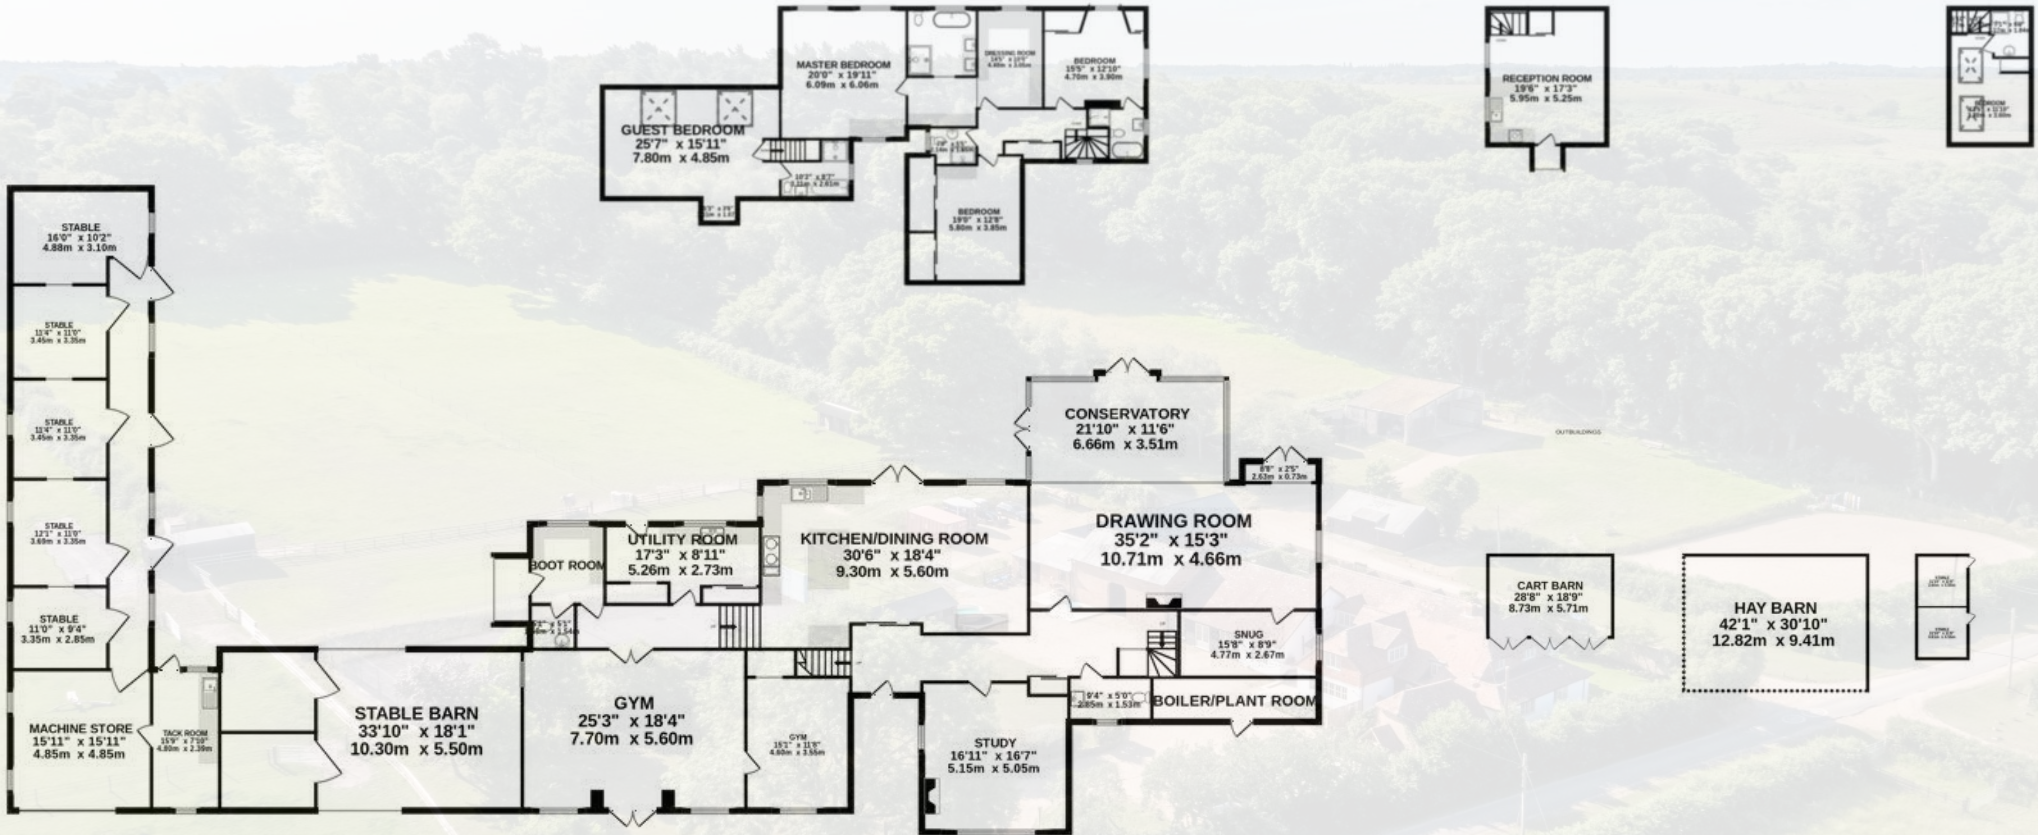 MASTER BEDROOM
20'0" x 19'11"
6.09m x 6.06m
DRESSING ROOM
BEDROOM
15'5" x 12'10"
4.70m x 3.90m
GUEST BEDROOM
25'7" x 15'11"
7.80m x 4.85m
10'3" x 8'7"
BEDROOM
19'0" x 12'8"
5.80m x 3.85m
RECEPTION ROOM
19'6" x 17'3"
5.95m x 5.25m
BEDROOM
STABLE
16'0" x 10'2"
4.88m x 3.10m
STABLE
11'4" x 11'0"
3.45m x 3.35m
STABLE
11'4" x 11'0"
3.45m x 3.35m
STABLE
12'1" x 11'0"
3.69m x 3.35m
STABLE
11'0" x 9'4"
3.35m x 2.85m
MACHINE STORE
15'11" x 15'11"
4.85m x 4.85m
TACK ROOM
15'9" x 7'10"
4.80m x 2.39m
STABLE BARN
33'10" x 18'1"
10.30m x 5.50m
GYM
25'3" x 18'4"
7.70m x 5.60m
GYM
15'1" x 11'8"
4.60m x 3.55m
BOOT ROOM
UTILITY ROOM
17'3" x 8'11"
5.26m x 2.73m
KITCHEN/DINING ROOM
30'6" x 18'4"
9.30m x 5.60m
CONSERVATORY
21'10" x 11'6"
6.66m x 3.51m
8'8" x 2'5"
2.63m x 0.73m
DRAWING ROOM
35'2" x 15'3"
10.71m x 4.66m
SNUG
15'8" x 8'9"
4.77m x 2.67m
9'4" x 5'0"
2.85m x 1.53m
BOILER/PLANT ROOM
STUDY
16'11" x 16'7"
5.15m x 5.05m
OUTBUILDINGS
CART BARN
28'8" x 18'9"
8.73m x 5.71m
HAY BARN
42'1" x 30'10"
12.82m x 9.41m
STABLE
STABLE